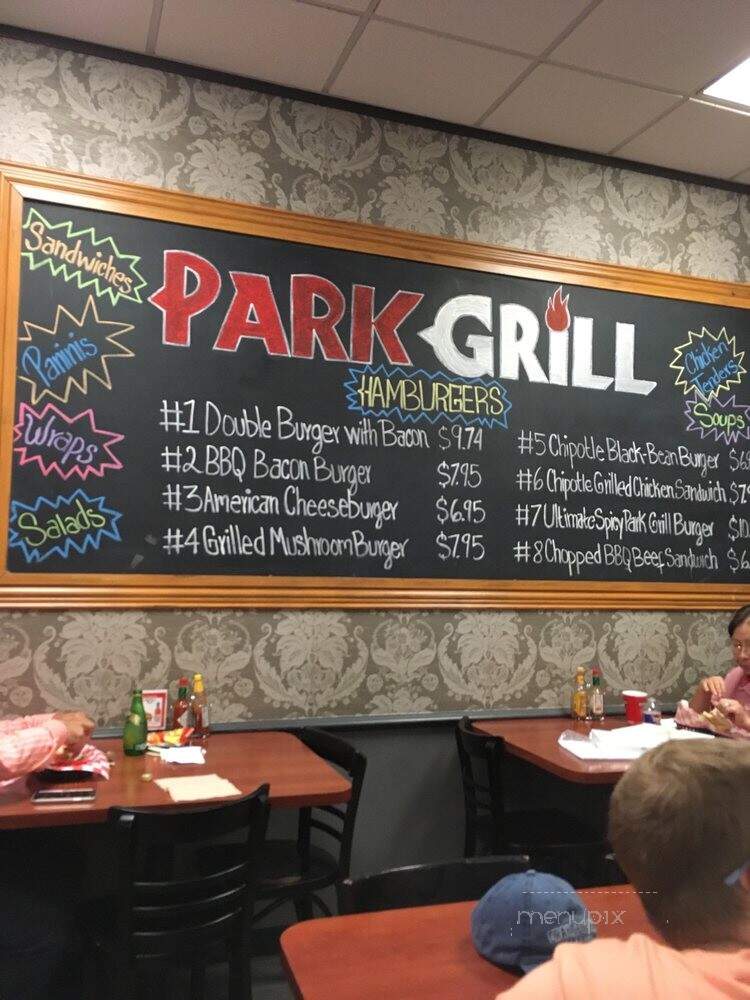 Sandwiches
Paninis
Wraps
Salads
PARK GRILL
HAMBURGERS
#1 Double Burger with Bacon $9.74
#2 BBQ Bacon Burger $7.95
#3 American Cheeseburger $6.95
#4 Grilled Mushroom Burger $7.95
#5 Chipotle Black-Bean Burger
#6 Chipotle Grilled Chicken Sandwich
#7 Ultimate Spicy Park Grill Burger
#8 Chopped BBQ Beef Sandwich
Chicken
Tenders
Soups
menupix